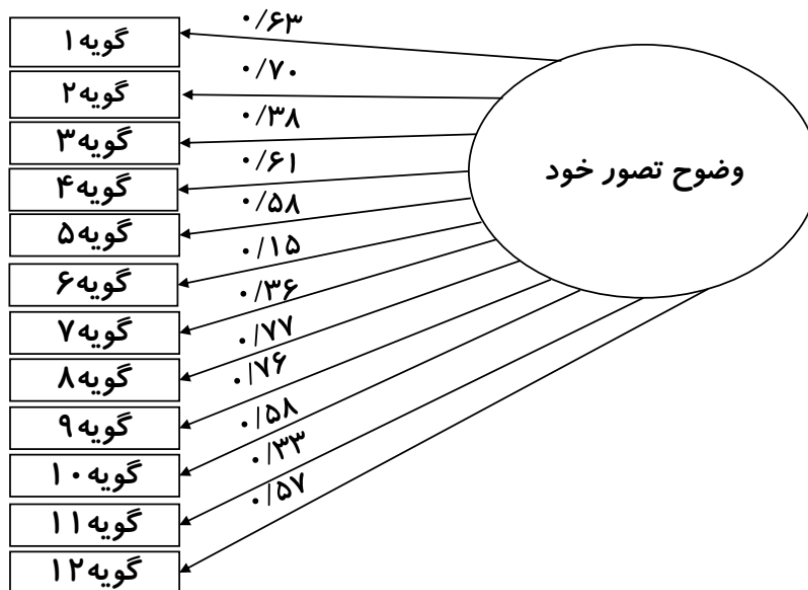 گویه۱
گویه۲
گویه۳
گویه۴
گویه۵
گویه۶
گویه۷
گویه۸
گویه۹
گویه۱۰
گویه۱۱
گویه۱۲
۰/۶۳
۰/۷۰
۰/۳۸
۰/۶۱
۰/۵۸
۰/۱۵
۰/۳۶
۰/۷۷
۰/۷۶
۰/۵۸
۰/۳۳
۰/۵۷
وضوح تصور خود